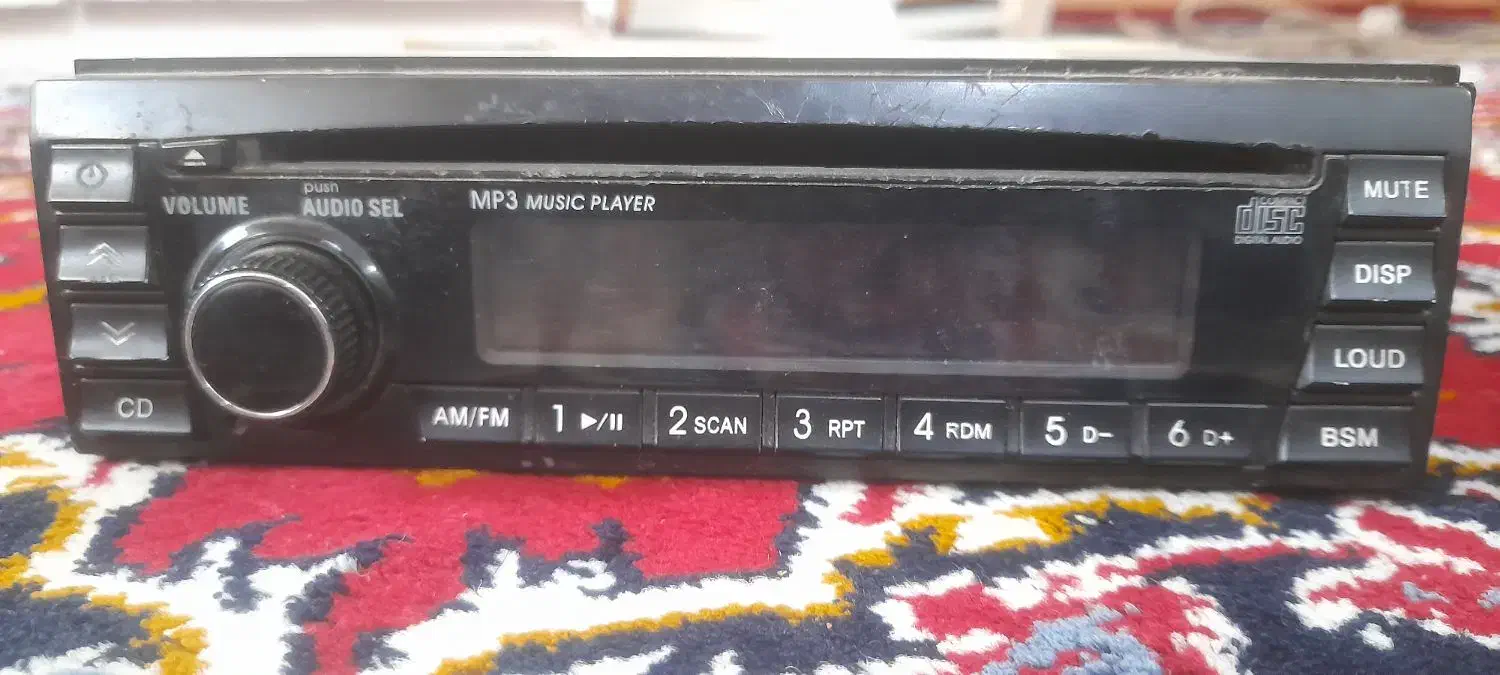 VOLUME
push
AUDIO SEL
MP3 MUSIC PLAYER
COMPACT
disc
DIGITAL AUDIO
MUTE
DISP
LOUD
CD
AM/FM
1
2 SCAN
3 RPT
4 RDM
5 D-
6 D+
BSM